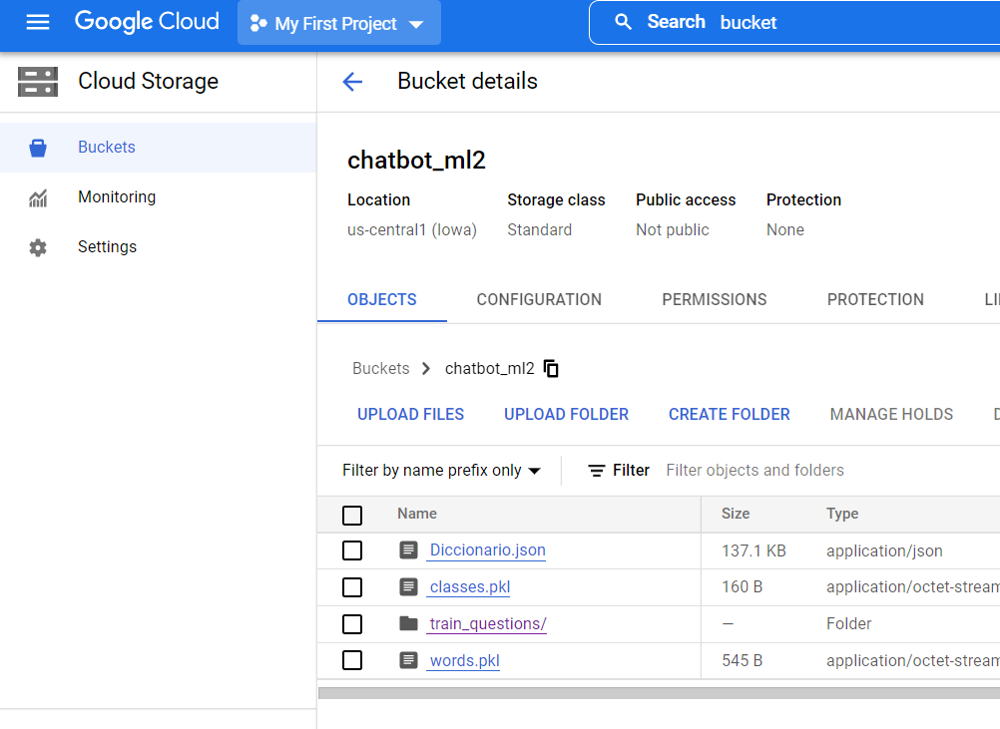 Google Cloud My First Project Search bucket
Cloud Storage
Bucket details
Buckets
Monitoring
Settings
chatbot_ml2
Location Storage class Public access Protection
us-central1 (Iowa) Standard Not public None
OBJECTS CONFIGURATION PERMISSIONS PROTECTION LI
Buckets chatbot_ml2
UPLOAD FILES UPLOAD FOLDER CREATE FOLDER MANAGE HOLDS D
Filter by name prefix only Filter Filter objects and folders
Name Size Type
Diccionario.json 137.1 KB application/json
classes.pkl 160 B application/octet-stream
train_questions/ — Folder
words.pkl 545 B application/octet-stream